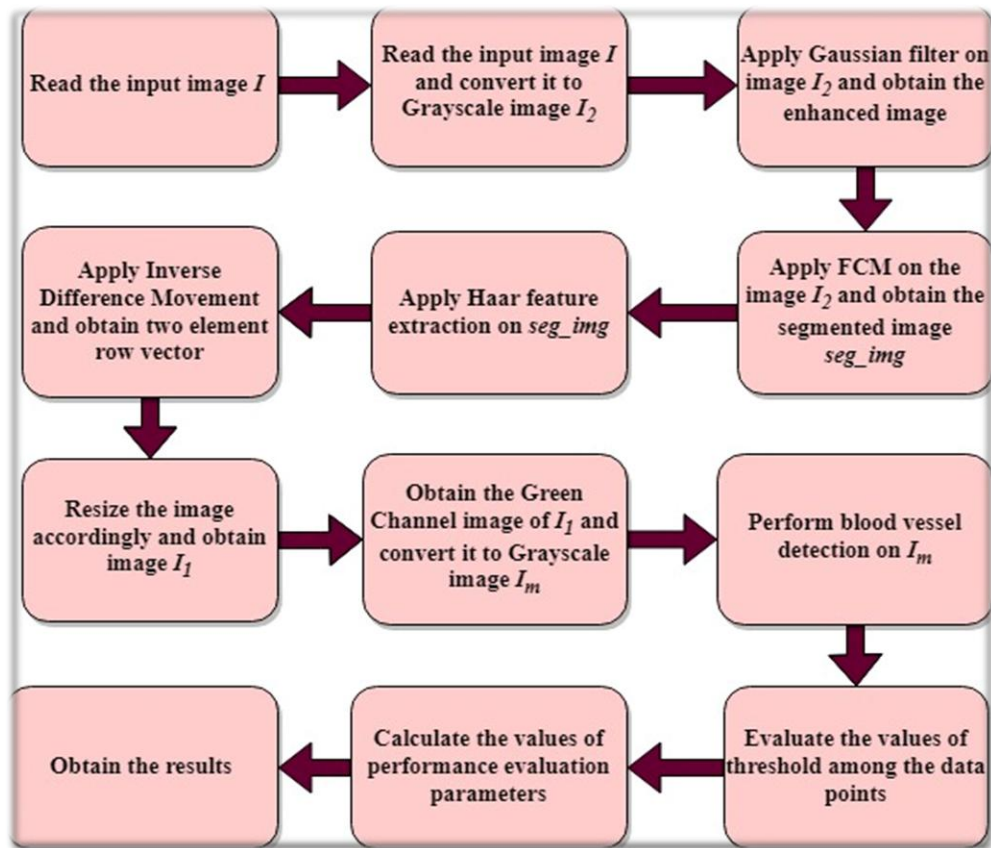 Read the input image I
Read the input image I
and convert it to
Grayscale image I2
Apply Gaussian filter on
image I2 and obtain the
enhanced image
Apply FCM on the
image I2 and obtain the
segmented image
seg_img
Apply Haar feature
extraction on seg_img
Apply Inverse
Difference Movement
and obtain two element
row vector
Resize the image
accordingly and obtain
image I1
Obtain the Green
Channel image of I1 and
convert it to Grayscale
image Im
Perform blood vessel
detection on Im
Evaluate the values of
threshold among the data
points
Calculate the values of
performance evaluation
parameters
Obtain the results